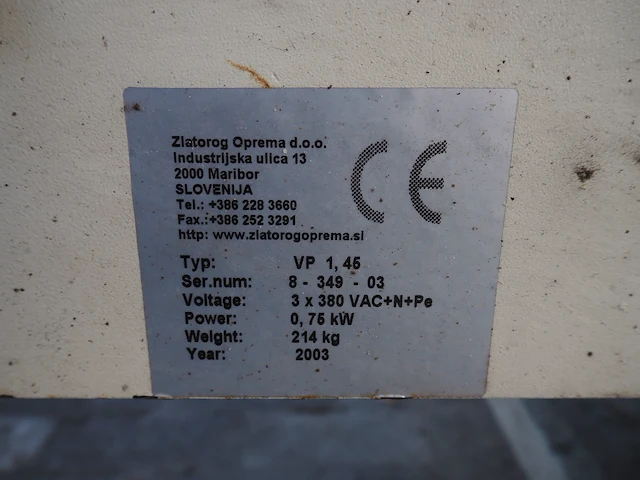 Zlatorog Oprema d.o.o.
Industrijska ulica 13
2000 Maribor
SLOVENIJA
Tel.: +386 228 3660
Fax.:+386 252 3291
http: www.zlatorogoprema.si
CE
Typ: VP 1, 45
Ser.num: 8 - 349 - 03
Voltage: 3 x 380 VAC+N+Pe
Power: 0, 75 kW
Weight: 214 kg
Year: 2003